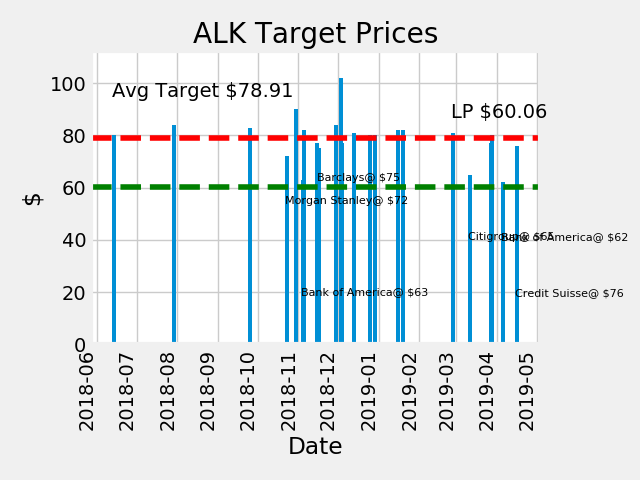 ALK Target Prices
Avg Target $78.91
LP $60.06
Barclays@ $75
Morgan Stanley@ $72
Citigroup@ $65
Bank of America@ $62
Bank of America@ $63
Credit Suisse@ $76
$
100
80
60
40
20
0
2018-06
2018-07
2018-08
2018-09
2018-10
2018-11
2018-12
2019-01
2019-02
2019-03
2019-04
2019-05
Date